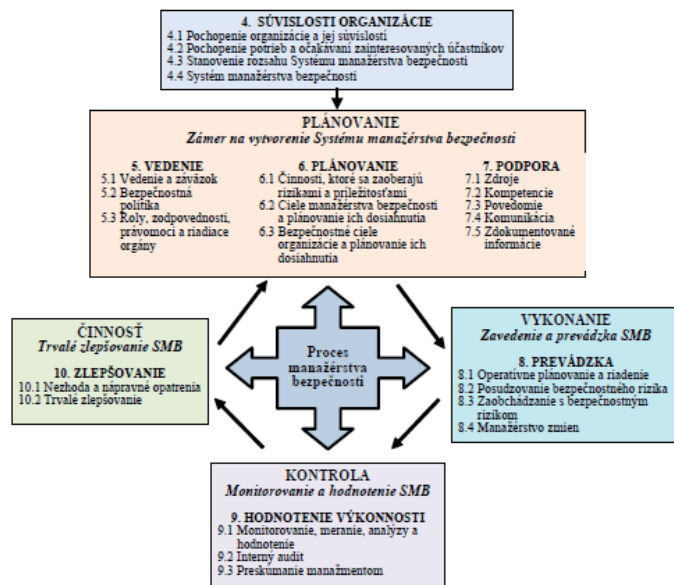 4. SÚVISLOSTI ORGANIZÁCIE
4.1 Pochopenie organizácie a jej súvislostí
4.2 Pochopenie potrieb a očakávaní zainteresovaných účastníkov
4.3 Stanovenie rozsahu Systému manažérstva bezpečnosti
4.4 Systém manažérstva bezpečnosti
PLÁNOVANIE
Zámer na vytvorenie Systému manažérstva bezpečnosti
5. VEDENIE
5.1 Vedenie a záväzok
5.2 Bezpečnostná
politika
5.3 Roly, zodpovednosti,
právomoci a riadiace
orgány
6. PLÁNOVANIE
6.1 Činnosti, ktoré sa zaoberajú
rizikami a príležitosťami
6.2 Ciele manažérstva bezpečnosti
a plánovanie ich dosiahnutia
6.3 Bezpečnostné ciele
organizácie a plánovanie ich
dosiahnutia
7. PODPORA
7.1 Zdroje
7.2 Kompetencie
7.3 Povedomie
7.4 Komunikácia
7.5 Zdokumentované
informácie
ČINNOSŤ
Trvalé zlepšovanie SMB
10. ZLEPŠOVANIE
10.1 Nezhoda a nápravné opatrenia
10.2 Trvalé zlepšovanie
Proces
manažérstva
bezpečnosti
VYKONANIE
Zavedenie a prevádzka SMB
8. PREVÁDZKA
8.1 Operatívne plánovanie a riadenie
8.2 Posudzovanie bezpečnostného rizika
8.3 Zaobchádzanie s bezpečnostným
rizikom
8.4 Manažérstvo zmien
KONTROLA
Monitorovanie a hodnotenie SMB
9. HODNOTENIE VÝKONNOSTI
9.1 Monitorovanie, meranie, analýzy a
hodnotenie
9.2 Interný audit
9.3 Preskúmanie manažmentom